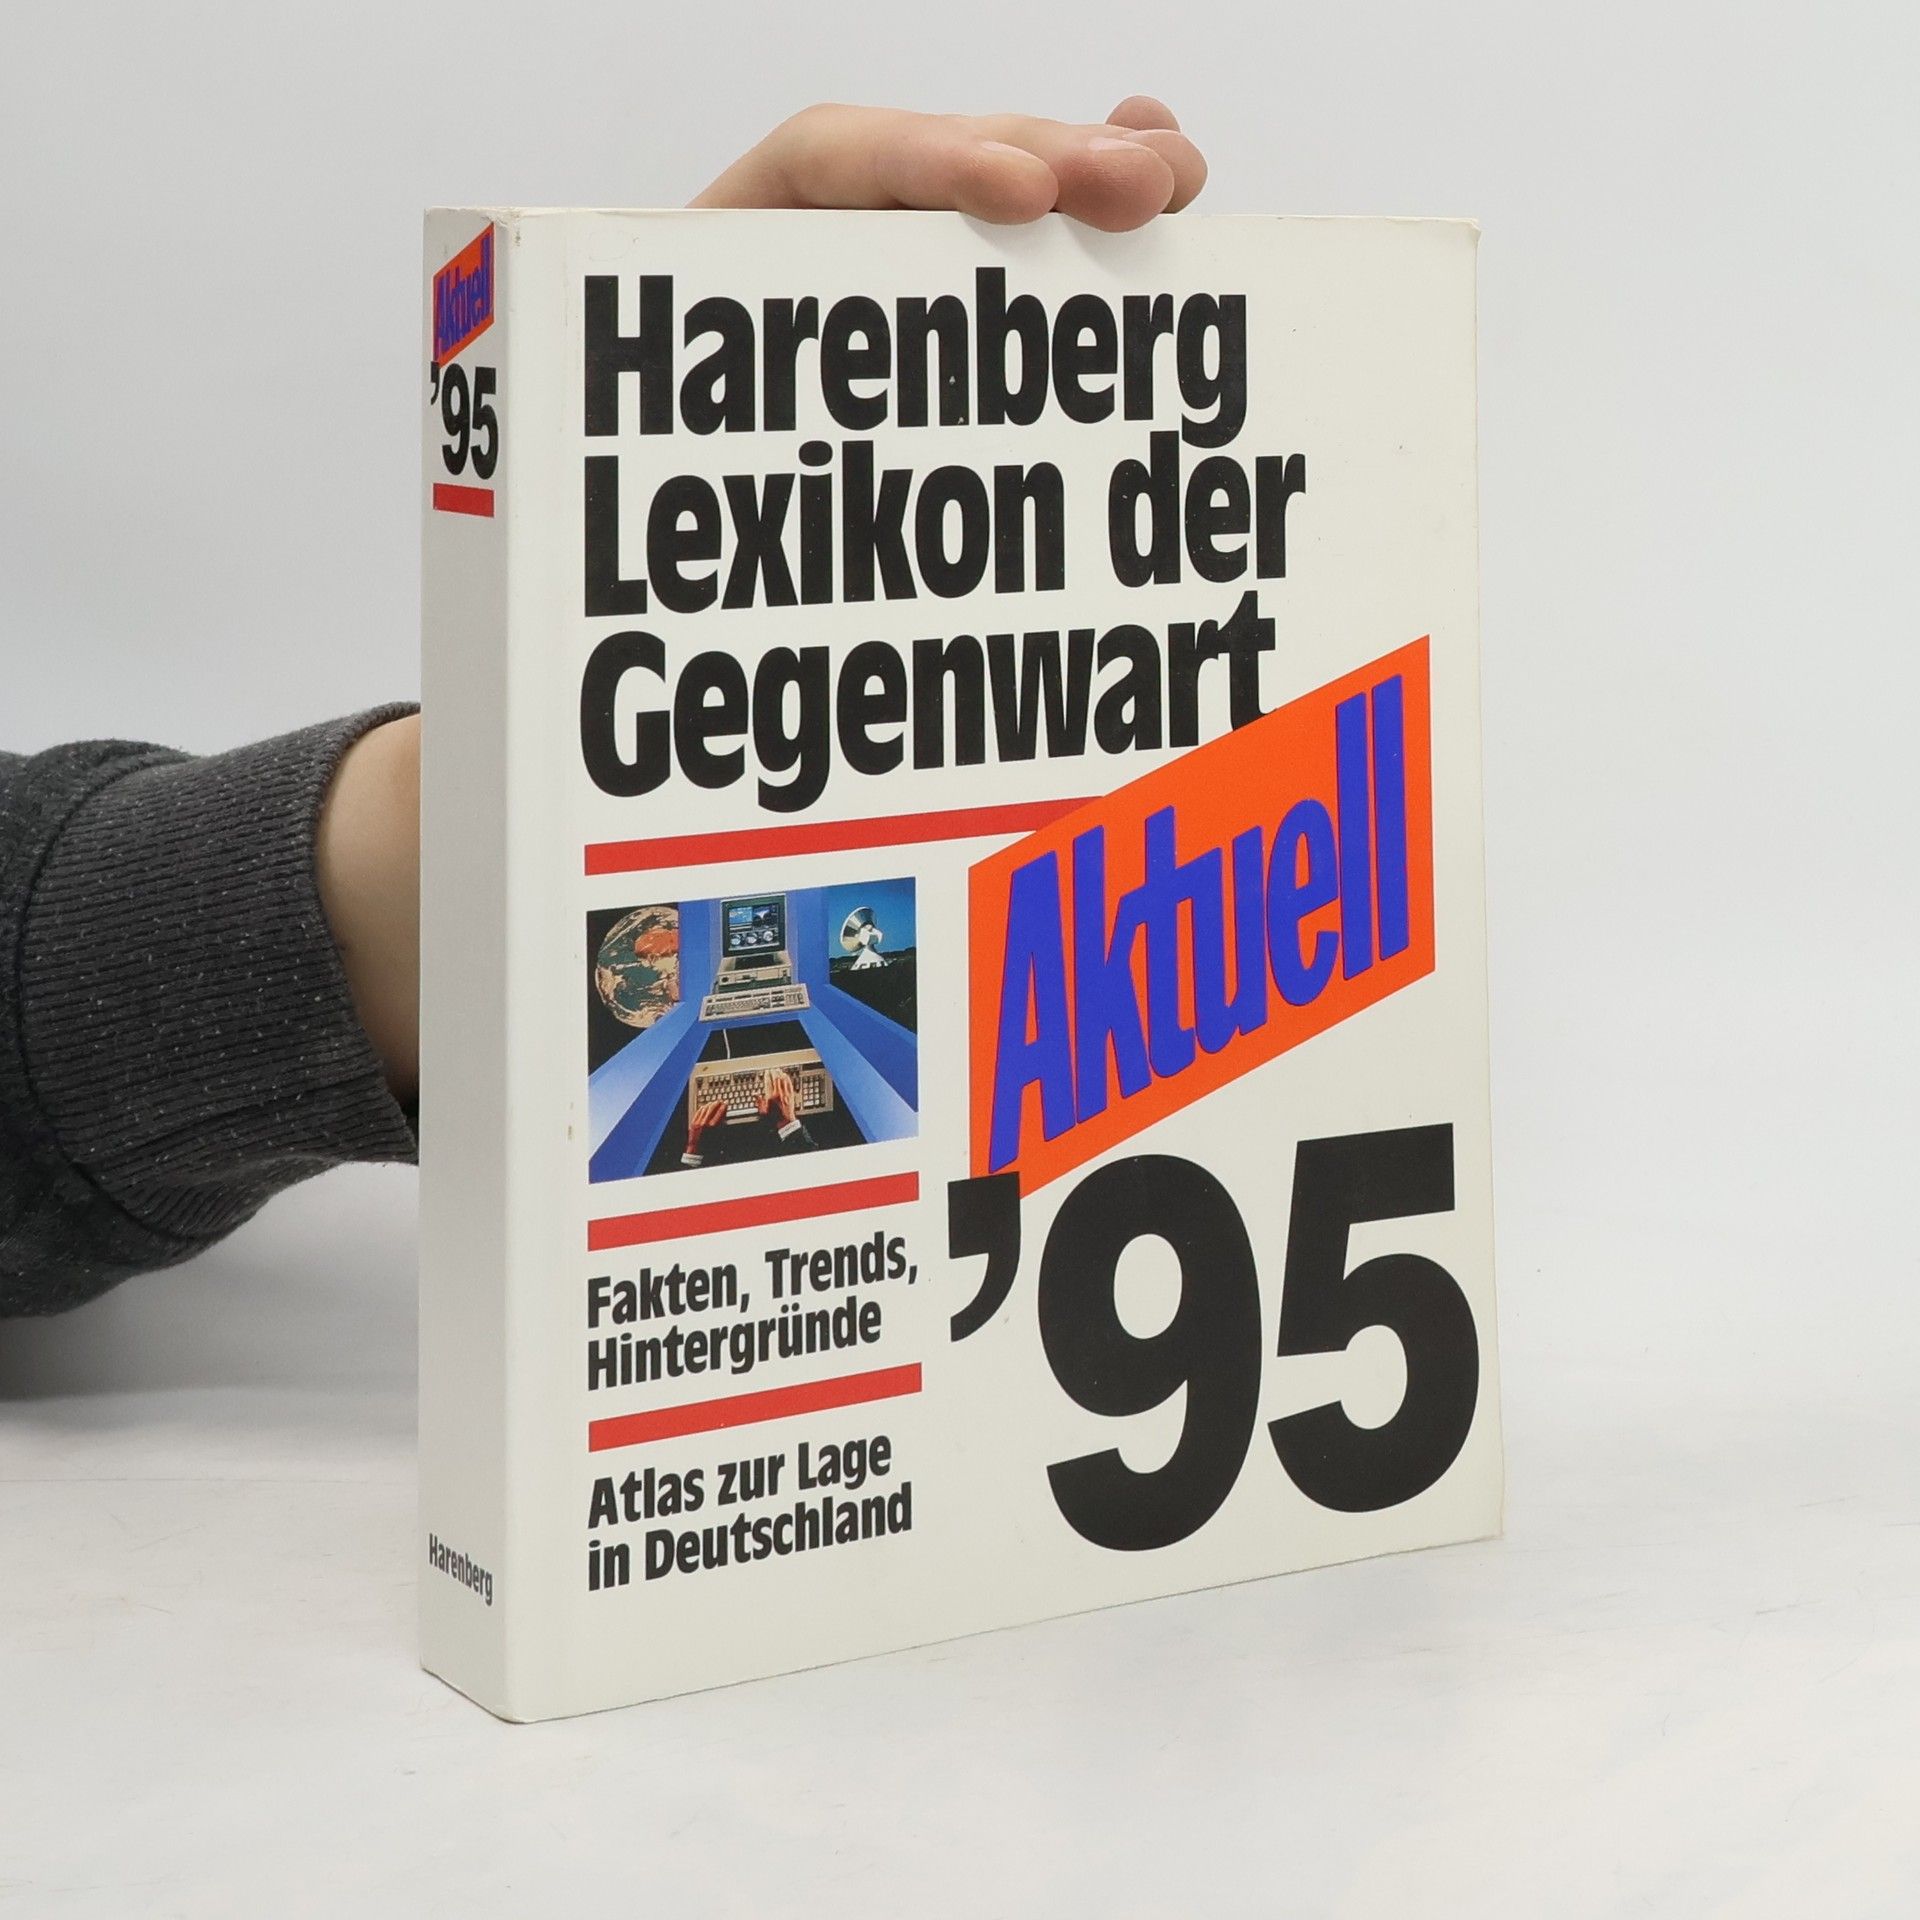 Aktuell
'95
Harenberg
Harenberg
Lexikon der
Gegenwart
Aktuell
'95
Fakten, Trends,
Hintergründe
Atlas zur Lage
in Deutschland